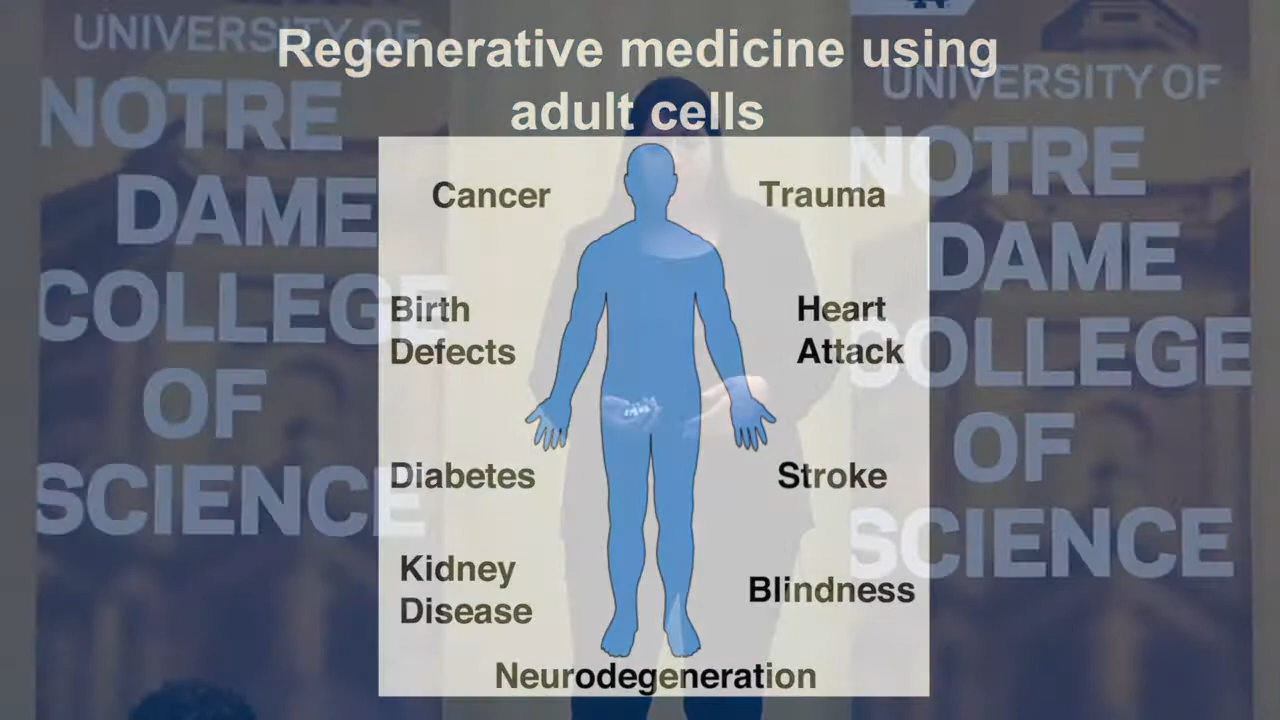 Regenerative medicine using
adult cells
Cancer
Trauma
Birth
Defects
Heart
Attack
Diabetes
Stroke
Kidney
Disease
Blindness
Neurodegeneration
UNIVERSITY OF
NOTRE
DAME
COLLEGE
OF
SCIENCE
UNIVERSITY OF
NOTRE
DAME
COLLEGE
OF
SCIENCE